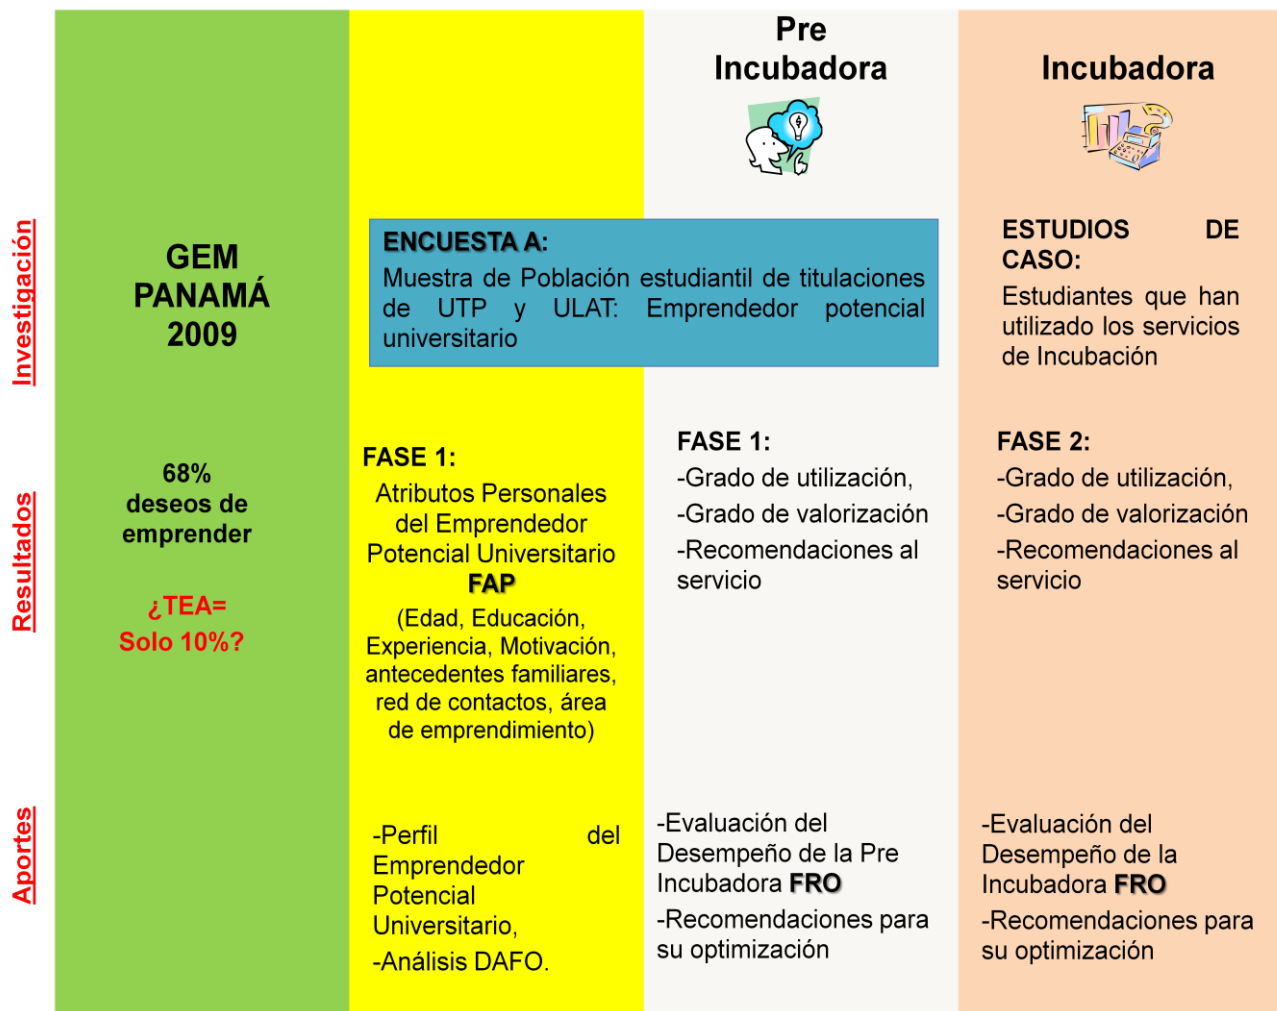 Pre
Incubadora
Incubadora
Investigación
GEM
PANAMÁ
2009
ENCUESTA A:
Muestra de Población estudiantil de titulaciones
de UTP y ULAT: Emprendedor potencial
universitario
ESTUDIOS DE
CASO:
Estudiantes que han
utilizado los servicios
de Incubación
Resultados
68%
deseos de
emprender
¿TEA=
Solo 10%?
FASE 1:
Atributos Personales
del Emprendedor
Potencial Universitario
FAP
(Edad, Educación,
Experiencia, Motivación,
antecedentes familiares,
red de contactos, área
de emprendimiento)
FASE 1:
-Grado de utilización,
-Grado de valorización
-Recomendaciones al
servicio
FASE 2:
-Grado de utilización,
-Grado de valorización
-Recomendaciones al
servicio
Aportes
-Perfil del
Emprendedor
Potencial
Universitario,
-Análisis DAFO.
-Evaluación del
Desempeño de la Pre
Incubadora FRO
-Recomendaciones para
su optimización
-Evaluación del
Desempeño de la
Incubadora FRO
-Recomendaciones para
su optimización